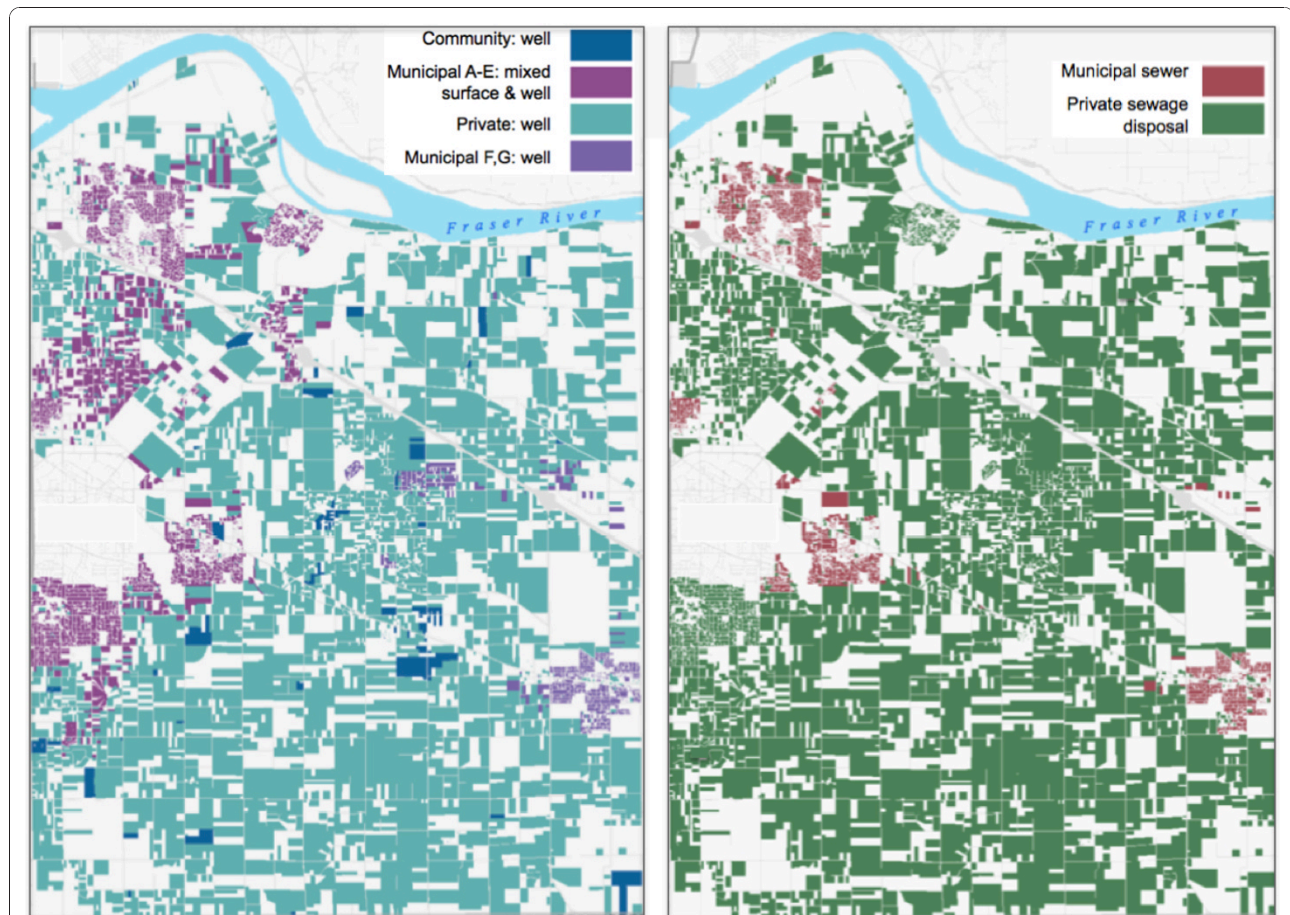 Community: well
Municipal A-E: mixed
surface & well
Private: well
Municipal F,G: well
Fraser River
Municipal sewer
Private sewage
disposal
Fraser River